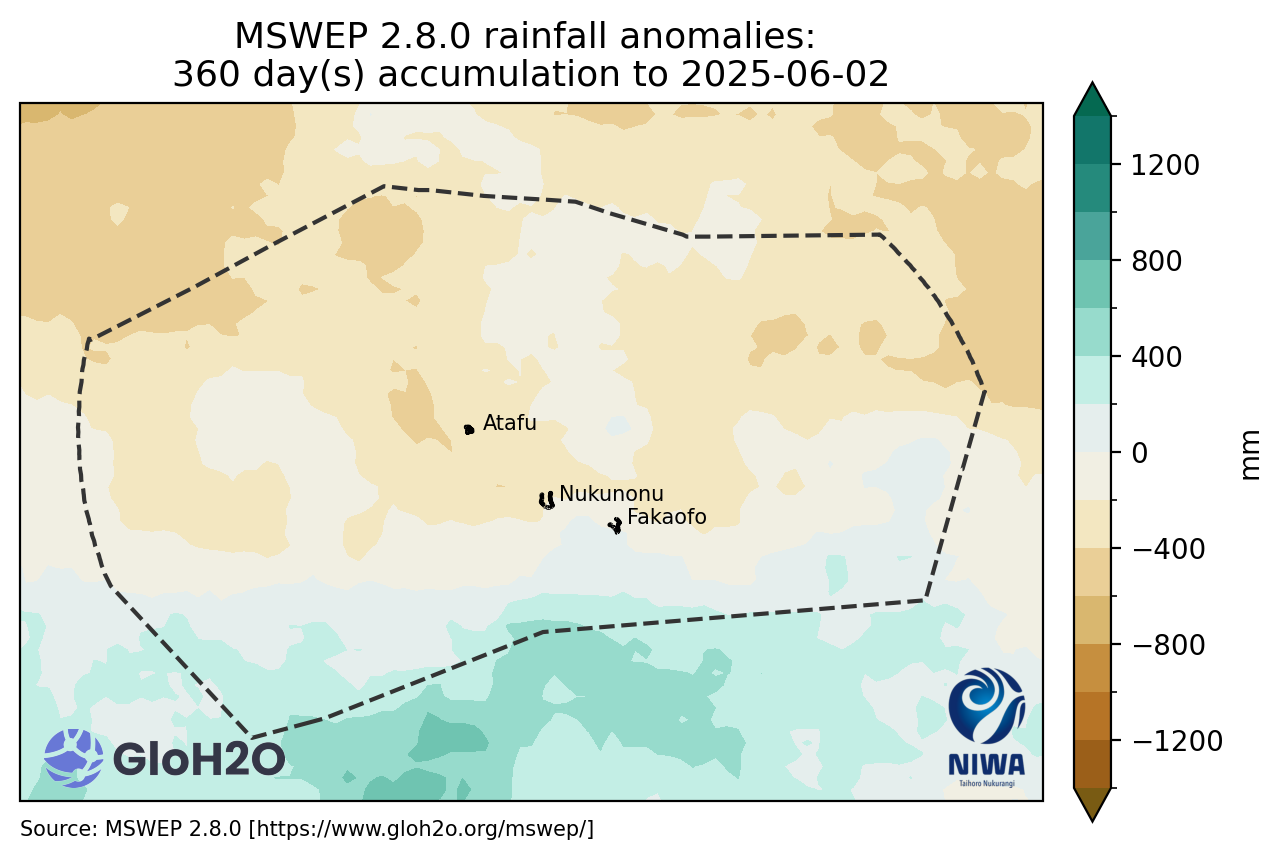 MSWEP 2.8.0 rainfall anomalies:
360 day(s) accumulation to 2025-06-02
1200
800
400
0
−400
−800
−1200
mm
Atafu
Nukunonu
Fakaofo
GloH2O
NIWA
Taihoro Nukurangi
Source: MSWEP 2.8.0 [https://www.gloh2o.org/mswep/]